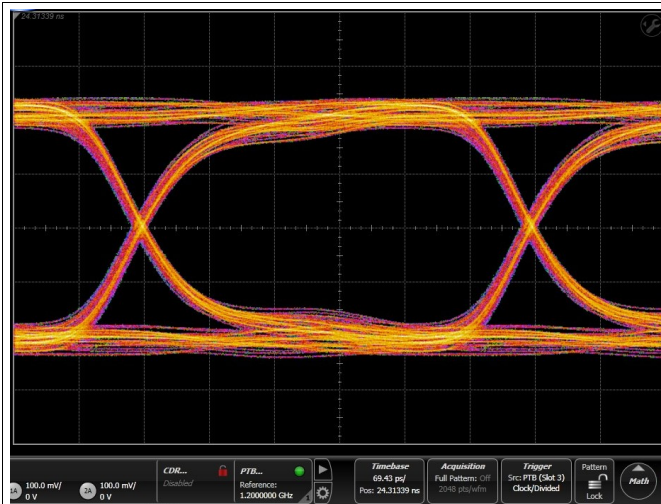 24.31339 ns
1A 100.0 mV/
0 V
2A 100.0 mV/
0 V
CDR...
Disabled
PTB...
Reference:
1.2000000 GHz
1
Timebase
69.43 ps/
Pos: 24.31339 ns
Acquisition
Full Pattern: Off
2048 pts/wfm
Trigger
Src: PTB (Slot 3)
Clock/Divided
Pattern
Lock
Math